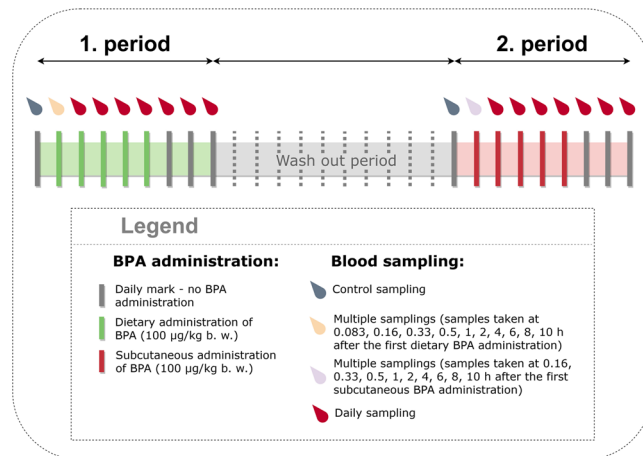 1. period
2. period
Wash out period
Legend
BPA administration:
Daily mark - no BPA
administration
Dietary administration of
BPA (100 µg/kg b. w.)
Subcutaneous administration
of BPA (100 µg/kg b. w.)
Blood sampling:
Control sampling
Multiple samplings (samples taken at
0.083, 0.16, 0.33, 0.5, 1, 2, 4, 6, 8, 10 h
after the first dietary BPA administration)
Multiple samplings (samples taken at 0.16,
0.33, 0.5, 1, 2, 4, 6, 8, 10 h after the first
subcutaneous BPA administration)
Daily sampling